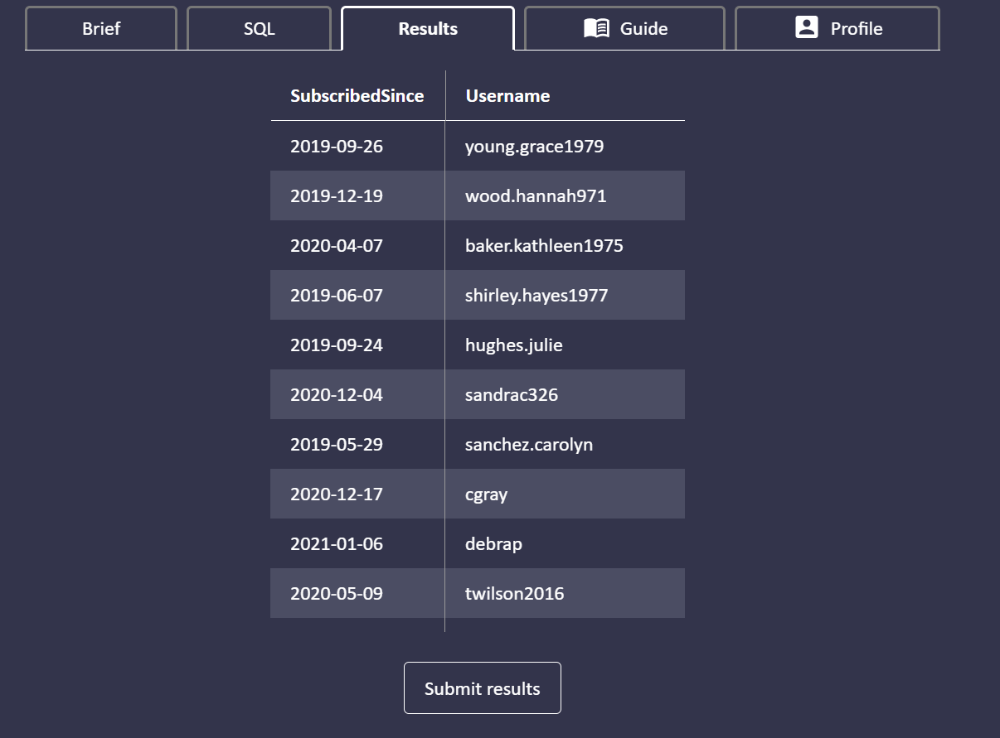 Brief SQL Results Guide Profile
SubscribedSince Username
2019-09-26 young.grace1979
2019-12-19 wood.hannah971
2020-04-07 baker.kathleen1975
2019-06-07 shirley.hayes1977
2019-09-24 hughes.julie
2020-12-04 sandrac326
2019-05-29 sanchez.carolyn
2020-12-17 cgray
2021-01-06 debrap
2020-05-09 twilson2016
Submit results